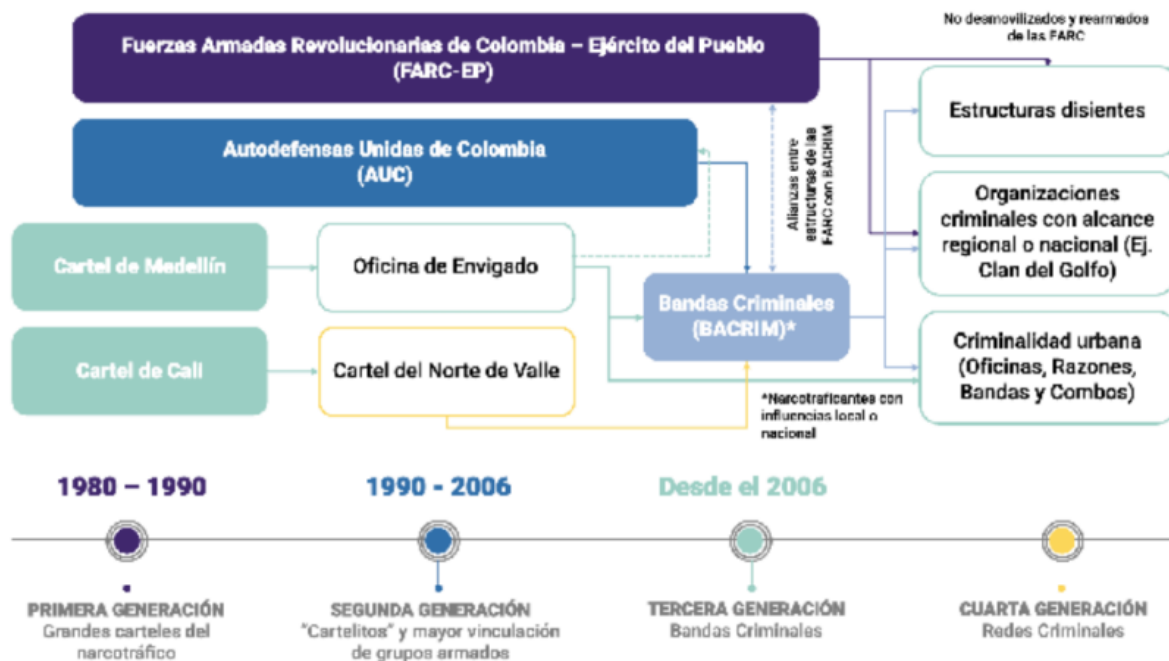 No desmovilizados y rearmados
de las FARC
Fuerzas Armadas Revolucionarias de Colombia – Ejército del Pueblo
(FARC-EP)
Estructuras disientes
Autodefensas Unidas de Colombia
(AUC)
Alianzas entre
estructuras de las
FARC con BACRIM
Organizaciones
criminales con alcance
regional o nacional (Ej.
Clan del Golfo)
Cartel de Medellín
Oficina de Envigado
Bandas Criminales
(BACRIM)*
Cartel de Cali
Cartel del Norte de Valle
Criminalidad urbana
(Oficinas, Razones,
Bandas y Combos)
*Narcotraficantes con
influencias local o
nacional
1980 – 1990
1990 - 2006
Desde el 2006
PRIMERA GENERACIÓN
Grandes carteles del
narcotráfico
SEGUNDA GENERACIÓN
"Cartelitos" y mayor vinculación
de grupos armados
TERCERA GENERACIÓN
Bandas Criminales
CUARTA GENERACIÓN
Redes Criminales